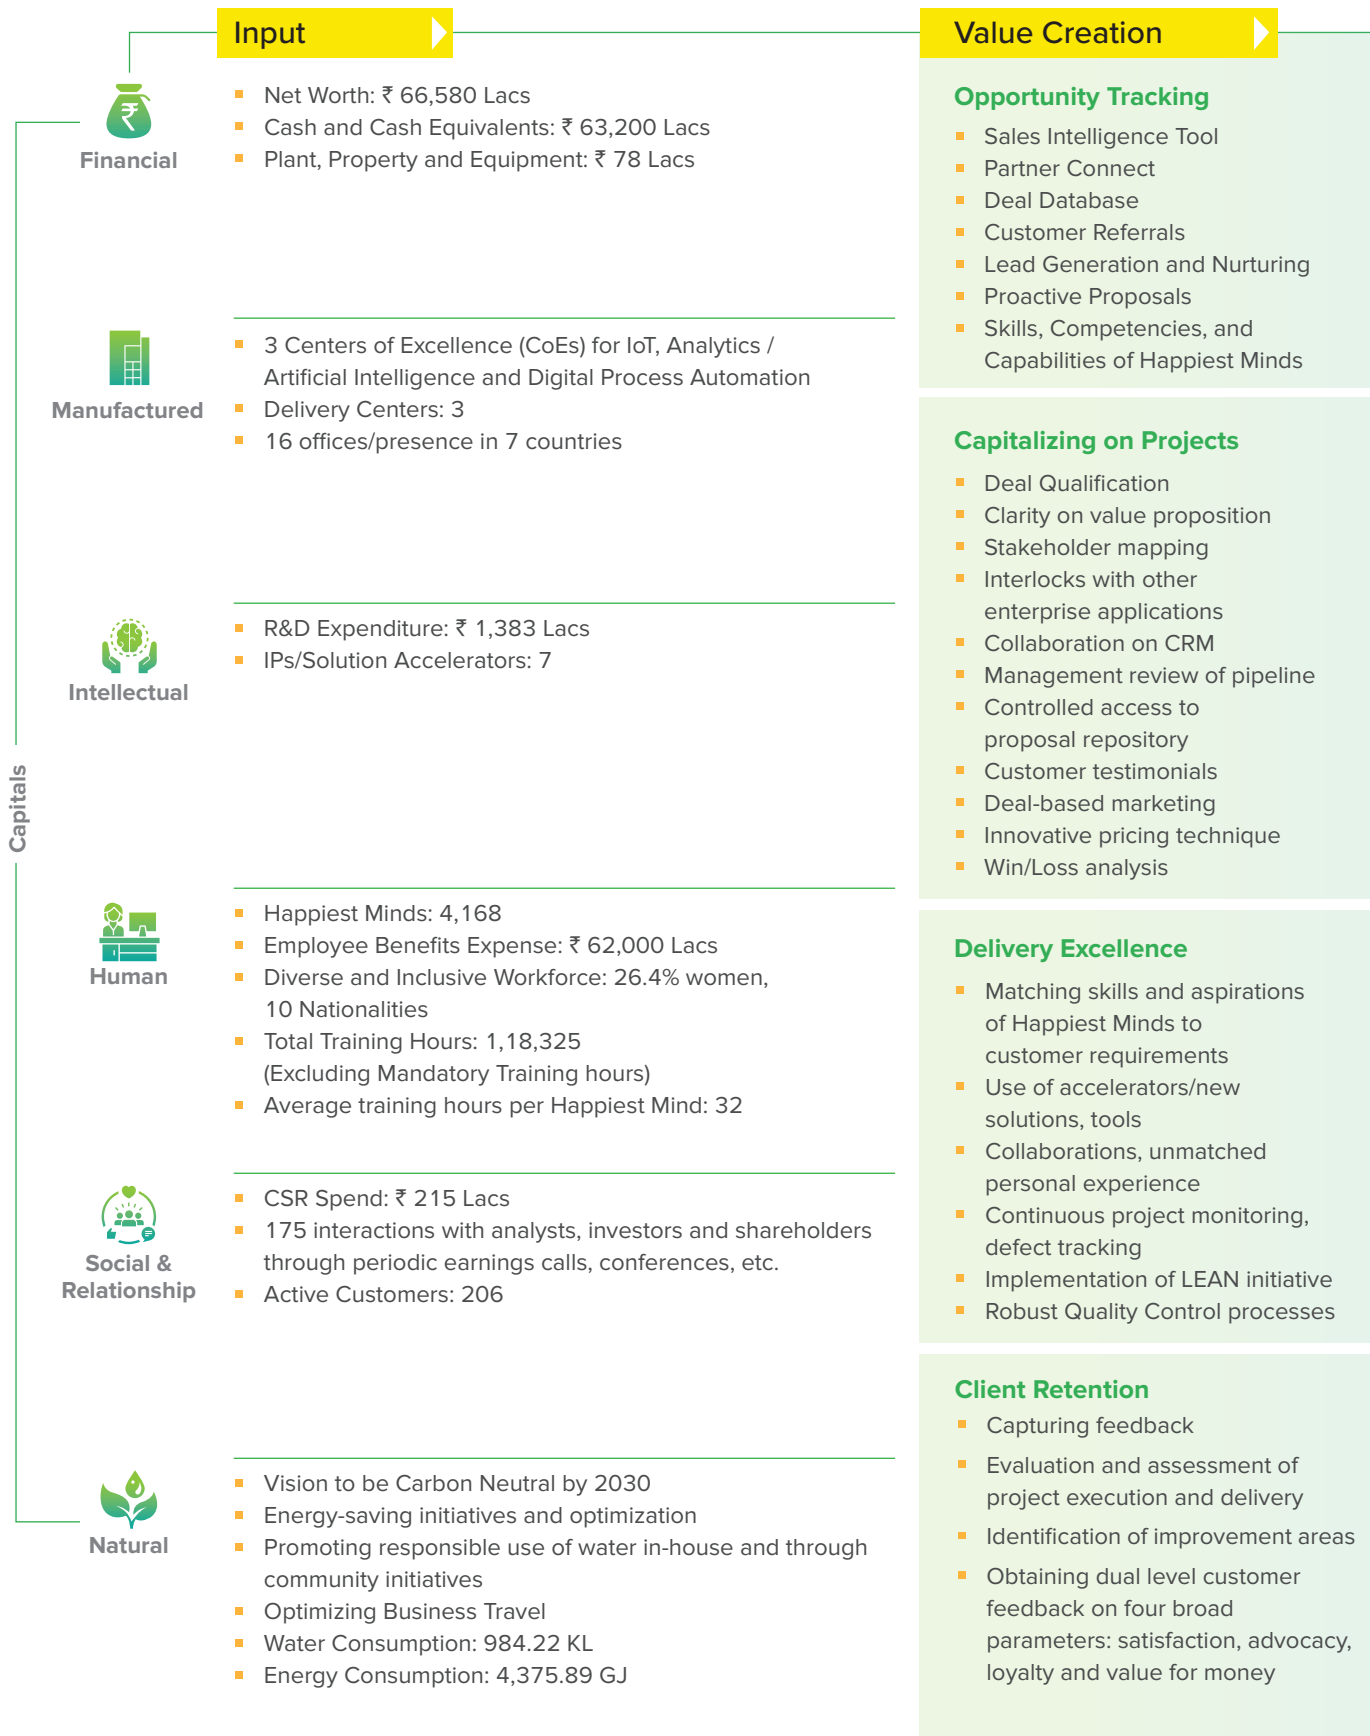 Input
Value Creation
Capitals
Financial
Net Worth: ₹ 66,580 Lacs
Cash and Cash Equivalents: ₹ 63,200 Lacs
Plant, Property and Equipment: ₹ 78 Lacs
Manufactured
3 Centers of Excellence (CoEs) for IoT, Analytics /
Artificial Intelligence and Digital Process Automation
Delivery Centers: 3
16 offices/presence in 7 countries
Intellectual
R&D Expenditure: ₹ 1,383 Lacs
IPs/Solution Accelerators: 7
Human
Happiest Minds: 4,168
Employee Benefits Expense: ₹ 62,000 Lacs
Diverse and Inclusive Workforce: 26.4% women,
10 Nationalities
Total Training Hours: 1,18,325
(Excluding Mandatory Training hours)
Average training hours per Happiest Mind: 32
Social &
Relationship
CSR Spend: ₹ 215 Lacs
175 interactions with analysts, investors and shareholders
through periodic earnings calls, conferences, etc.
Active Customers: 206
Natural
Vision to be Carbon Neutral by 2030
Energy-saving initiatives and optimization
Promoting responsible use of water in-house and through
community initiatives
Optimizing Business Travel
Water Consumption: 984.22 KL
Energy Consumption: 4,375.89 GJ
Opportunity Tracking
Sales Intelligence Tool
Partner Connect
Deal Database
Customer Referrals
Lead Generation and Nurturing
Proactive Proposals
Skills, Competencies, and
Capabilities of Happiest Minds
Capitalizing on Projects
Deal Qualification
Clarity on value proposition
Stakeholder mapping
Interlocks with other
enterprise applications
Collaboration on CRM
Management review of pipeline
Controlled access to
proposal repository
Customer testimonials
Deal-based marketing
Innovative pricing technique
Win/Loss analysis
Delivery Excellence
Matching skills and aspirations
of Happiest Minds to
customer requirements
Use of accelerators/new
solutions, tools
Collaborations, unmatched
personal experience
Continuous project monitoring,
defect tracking
Implementation of LEAN initiative
Robust Quality Control processes
Client Retention
Capturing feedback
Evaluation and assessment of
project execution and delivery
Identification of improvement areas
Obtaining dual level customer
feedback on four broad
parameters: satisfaction, advocacy,
loyalty and value for money